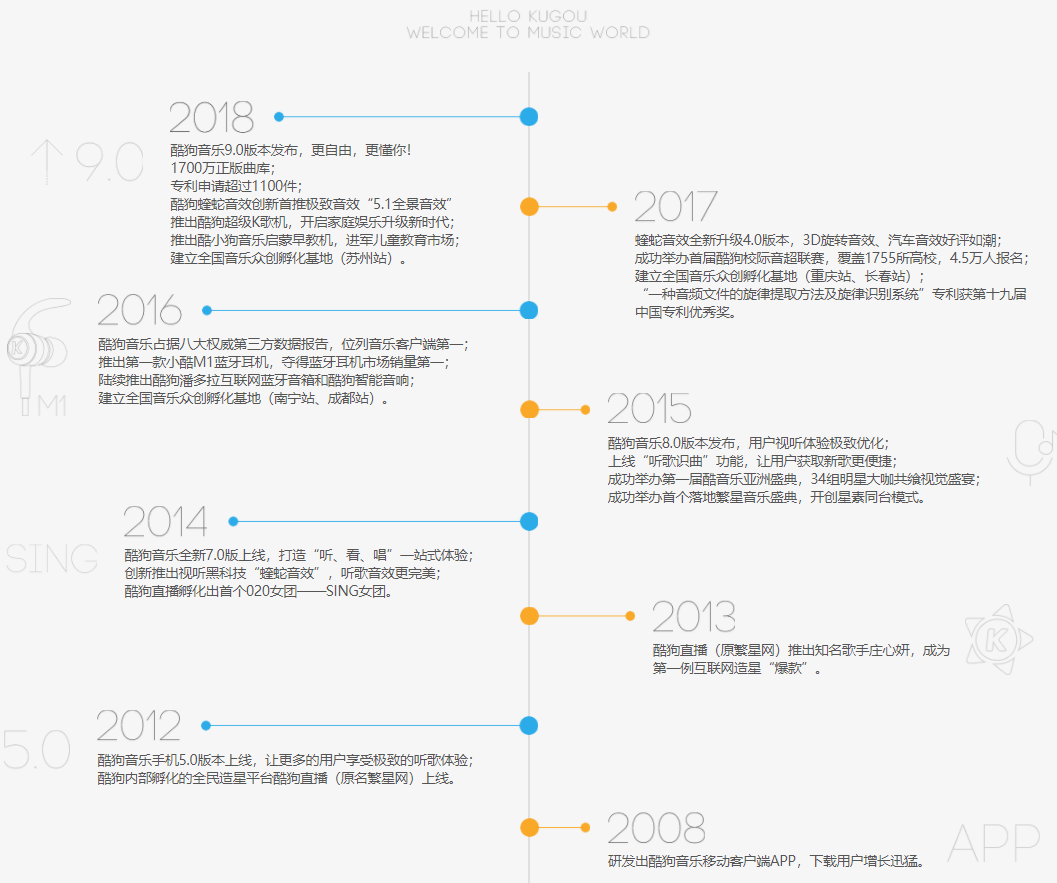 HELLO KUGOU
WELCOME TO MUSIC WORLD
2018
↑9.0
酷狗音乐9.0版本发布，更自由，更懂你！
1700万正版曲库；
专利申请超过1100件；
酷狗蝰蛇音效创新首推极致音效“5.1全景音效”
推出酷狗超级K歌机，开启家庭娱乐升级新时代；
推出酷小狗音乐启蒙早教机，进军儿童教育市场；
建立全国音乐众创孵化基地（苏州站）。
2017
蝰蛇音效全新升级4.0版本，3D旋转音效、汽车音效好评如潮；
成功举办首届酷狗校际音超联赛，覆盖1755所高校，4.5万人报名；
建立全国音乐众创孵化基地（重庆站、长春站）；
“一种音频文件的旋律提取方法及旋律识别系统”专利获第十九届
中国专利优秀奖。
2016
酷狗音乐占据八大权威第三方数据报告，位列音乐客户端第一；
推出第一款小酷M1蓝牙耳机，夺得蓝牙耳机市场销量第一；
陆续推出酷狗潘多拉互联网蓝牙音箱和酷狗智能音响；
建立全国音乐众创孵化基地（南宁站、成都站）。
K
M1
2015
酷狗音乐8.0版本发布，用户视听体验极致优化；
上线“听歌识曲”功能，让用户获取新歌更便捷；
成功举办第一届酷音乐亚洲盛典，34组明星大咖共飨视觉盛宴；
成功举办首个落地繁星音乐盛典，开创星素同台模式。
2014
SING
酷狗音乐全新7.0版上线，打造“听、看、唱”一站式体验；
创新推出视听黑科技“蝰蛇音效”，听歌音效更完美；
酷狗直播孵化出首个020女团——SING女团。
2013
酷狗直播（原繁星网）推出知名歌手庄心妍，成为
第一例互联网造星“爆款”。
K
2012
5.0
酷狗音乐手机5.0版本上线，让更多的用户享受极致的听歌体验；
酷狗内部孵化的全民造星平台酷狗直播（原名繁星网）上线。
2008
APP
研发出酷狗音乐移动客户端APP，下载用户增长迅猛。